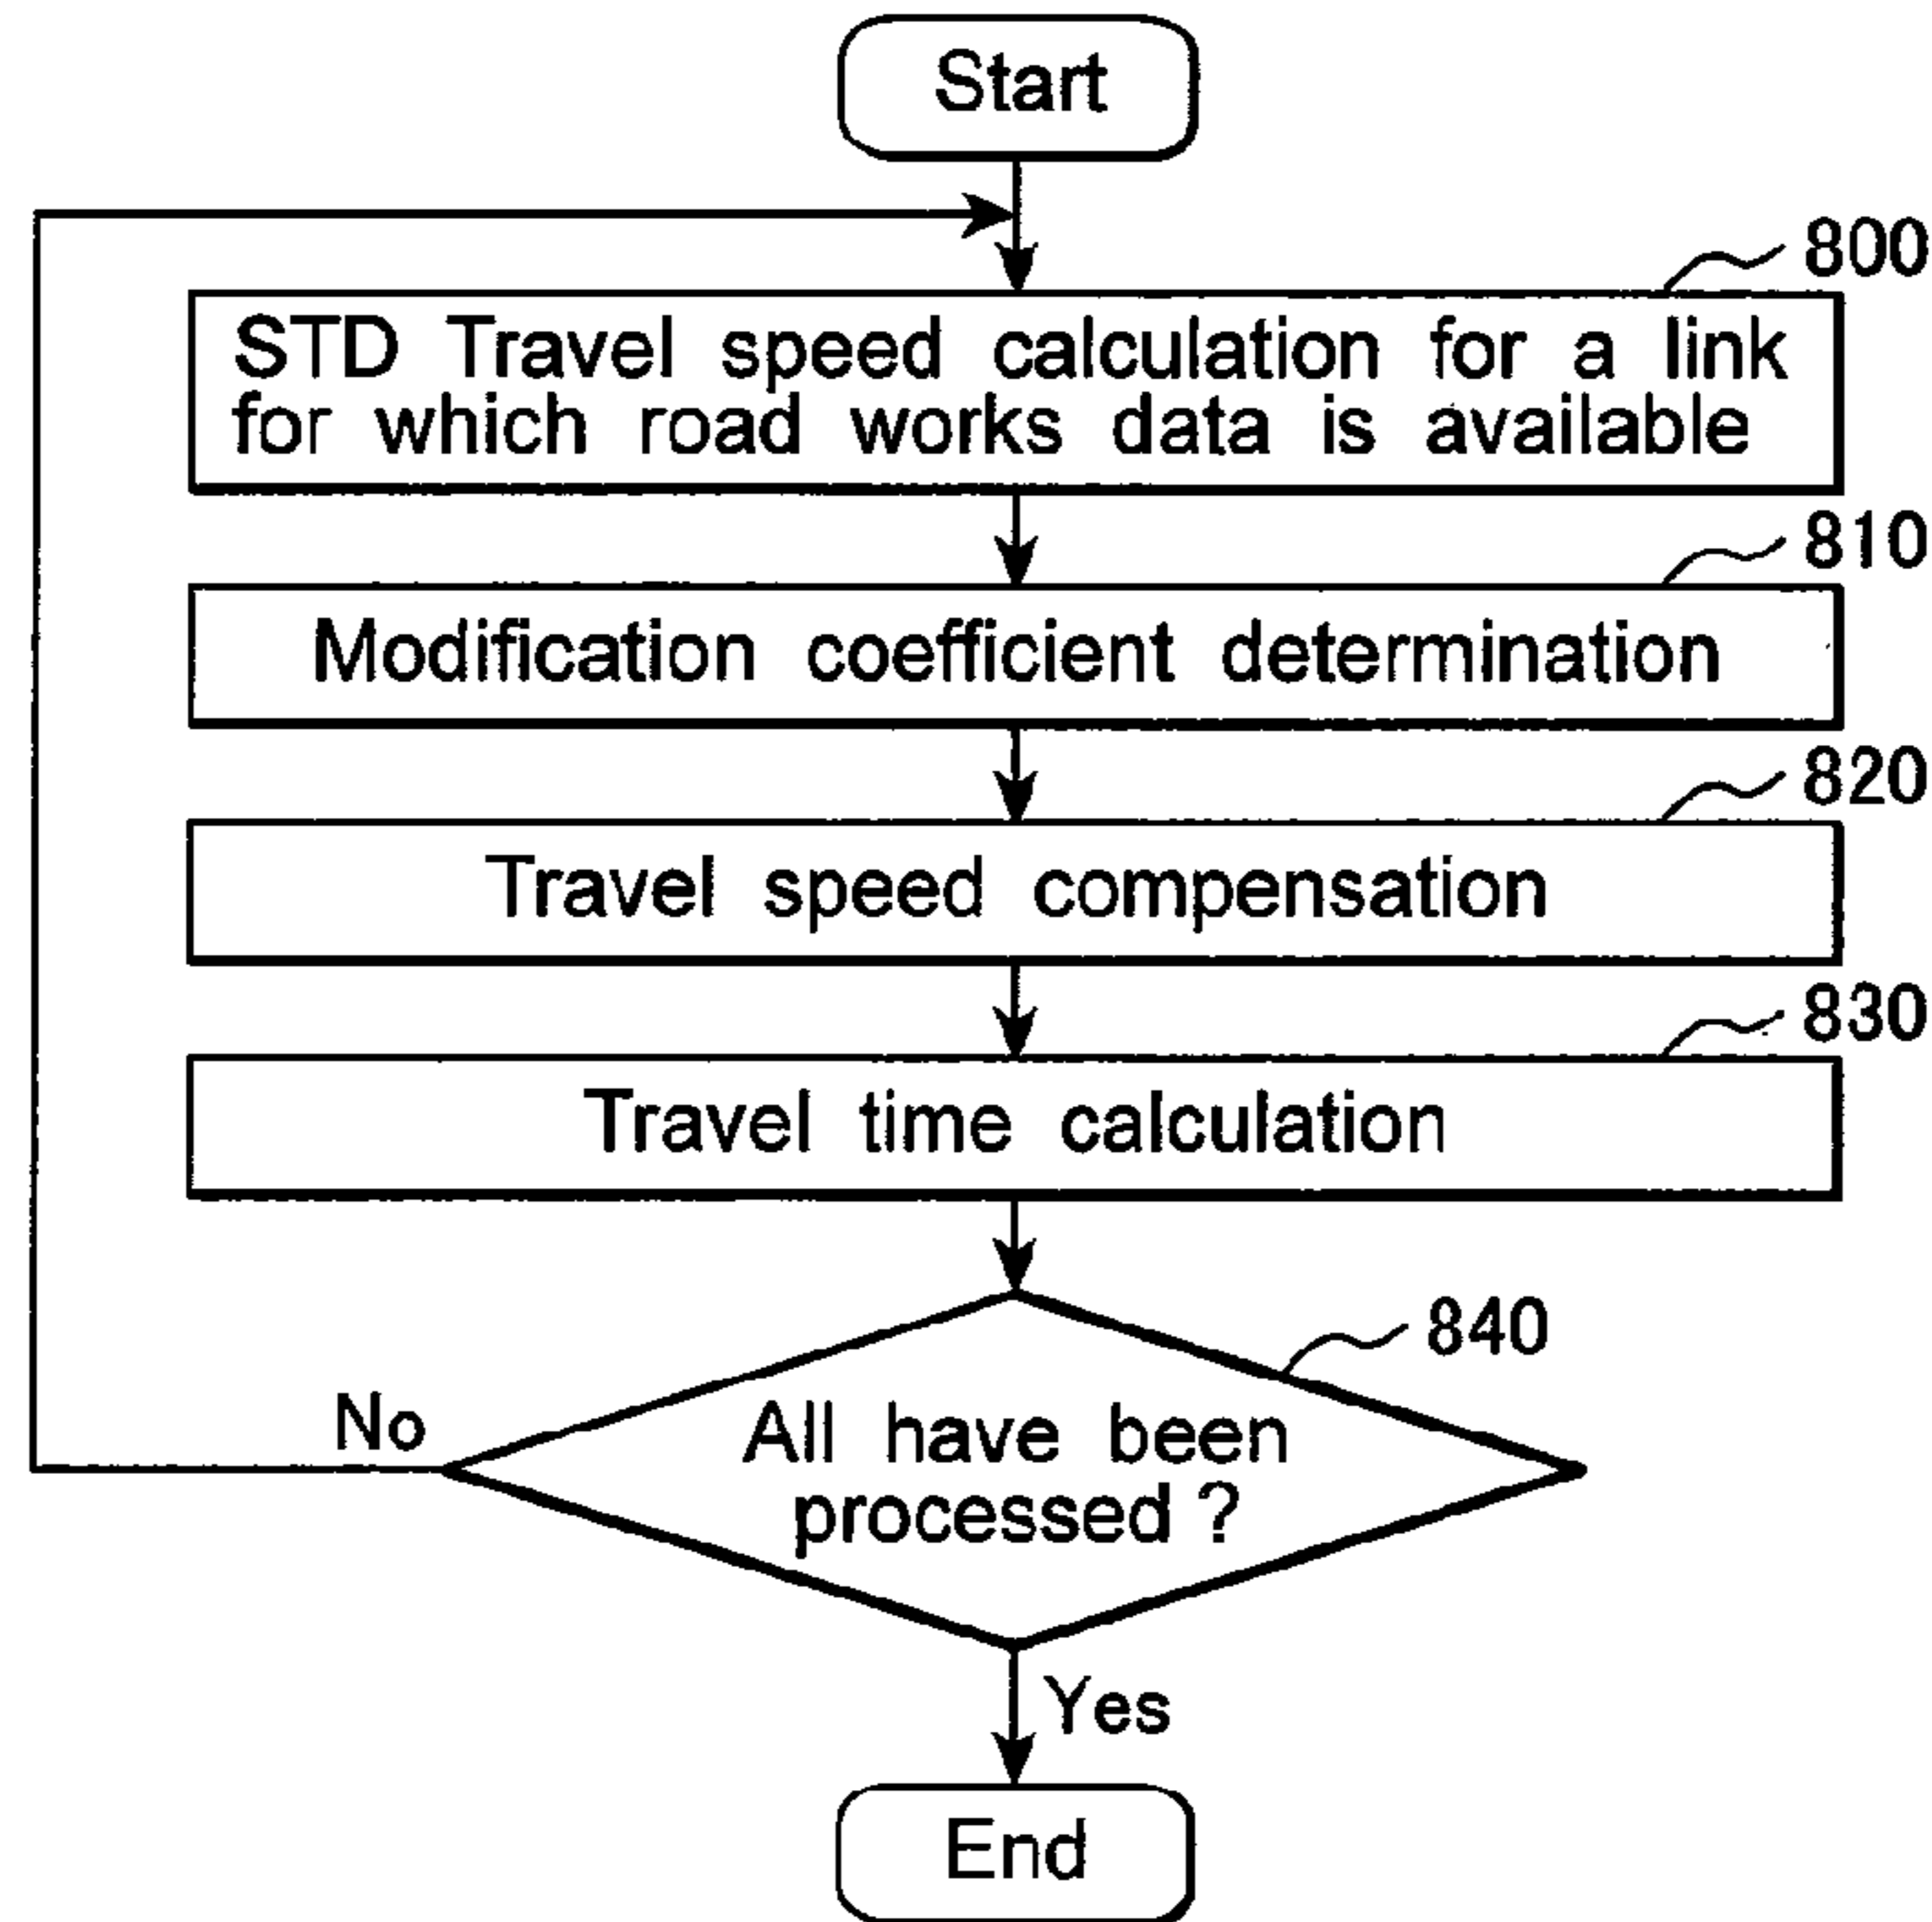 Start
800
STD Travel speed calculation for a link
for which road works data is available
810
Modification coefficient determination
820
Travel speed compensation
830
Travel time calculation
840
All have been
processed ?
No
Yes
End